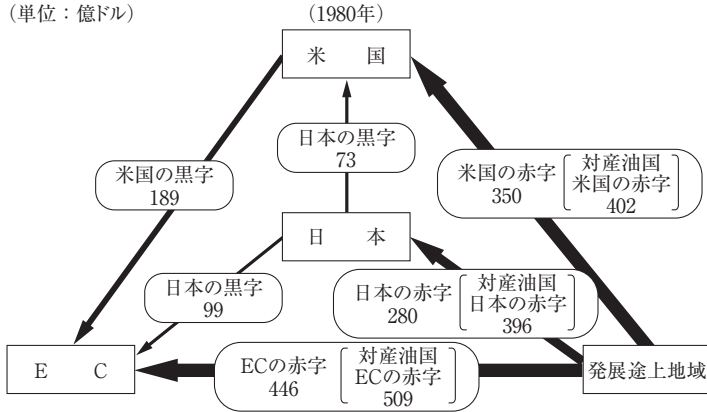 (単位:億ドル)
(1980年)
米 国
日本の黒字
73
米国の黒字
189
米国の赤字
350
対産油国
米国の赤字
402
日 本
日本の黒字
99
日本の赤字
280
対産油国
日本の赤字
396
E C
ECの赤字
446
対産油国
ECの赤字
509
発展途上地域